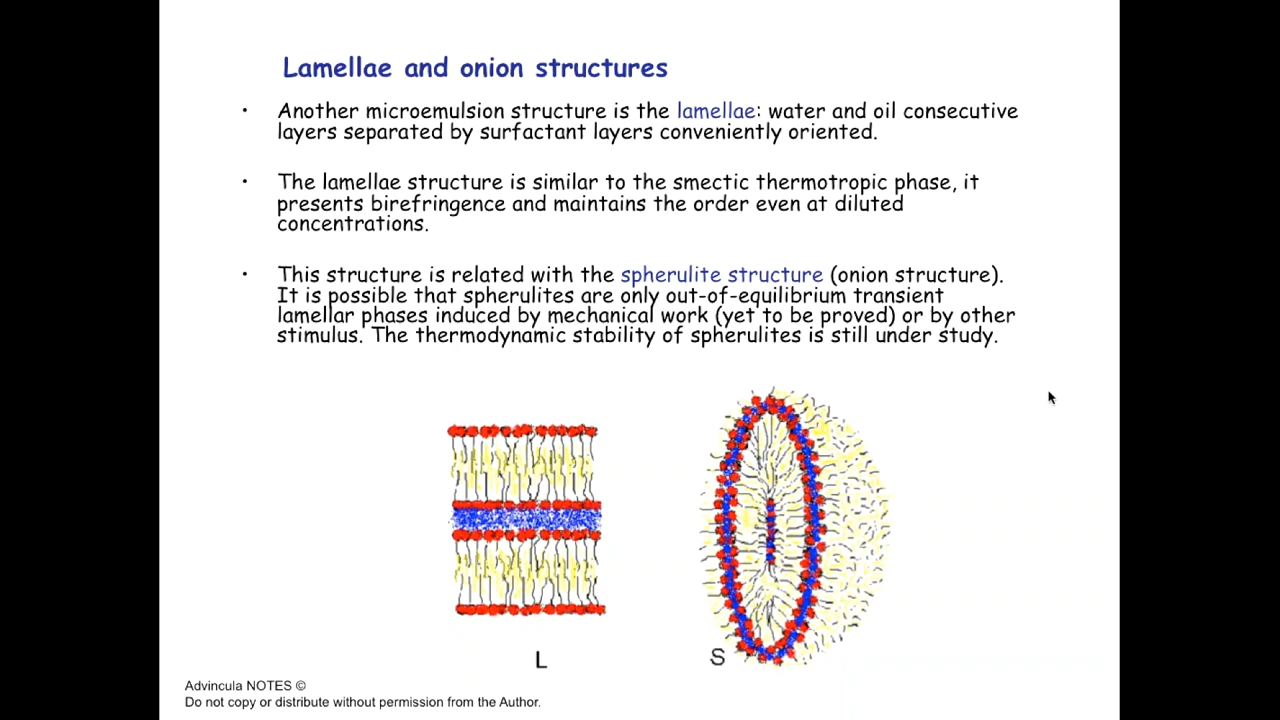 Lamellae and onion structures
• Another microemulsion structure is the lamellae: water and oil consecutive
layers separated by surfactant layers conveniently oriented.
• The lamellae structure is similar to the smectic thermotropic phase, it
presents birefringence and maintains the order even at diluted
concentrations.
• This structure is related with the spherulite structure (onion structure).
It is possible that spherulites are only out-of-equilibrium transient
lamellar phases induced by mechanical work (yet to be proved) or by other
stimulus. The thermodynamic stability of spherulites is still under study.
L
S
Advincula NOTES ©
Do not copy or distribute without permission from the Author.